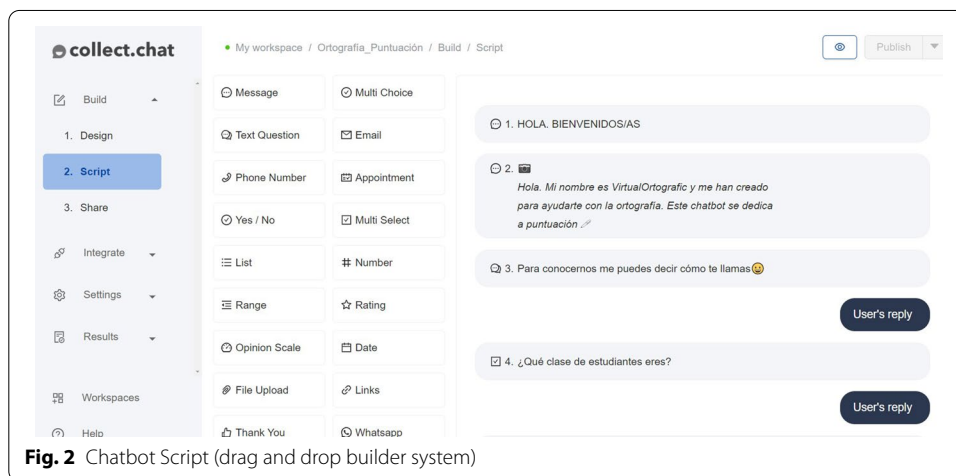 collect.chat
My workspace / Ortografía_Puntuación / Build / Script
Publish
Build
1. Design
2. Script
3. Share
Integrate
Settings
Results
Workspaces
Help
Message
Multi Choice
Text Question
Email
Phone Number
Appointment
Yes / No
Multi Select
List
# Number
Range
Rating
Opinion Scale
Date
File Upload
Links
Thank You
Whatsapp
1. HOLA. BIENVENIDOS/AS
2.
Hola. Mi nombre es VirtualOrtografic y me han creado
para ayudarte con la ortografía. Este chatbot se dedica
a puntuación
3. Para conocernos me puedes decir cómo te llamas😀
User's reply
4. ¿Qué clase de estudiantes eres?
User's reply
Fig. 2 Chatbot Script (drag and drop builder system)